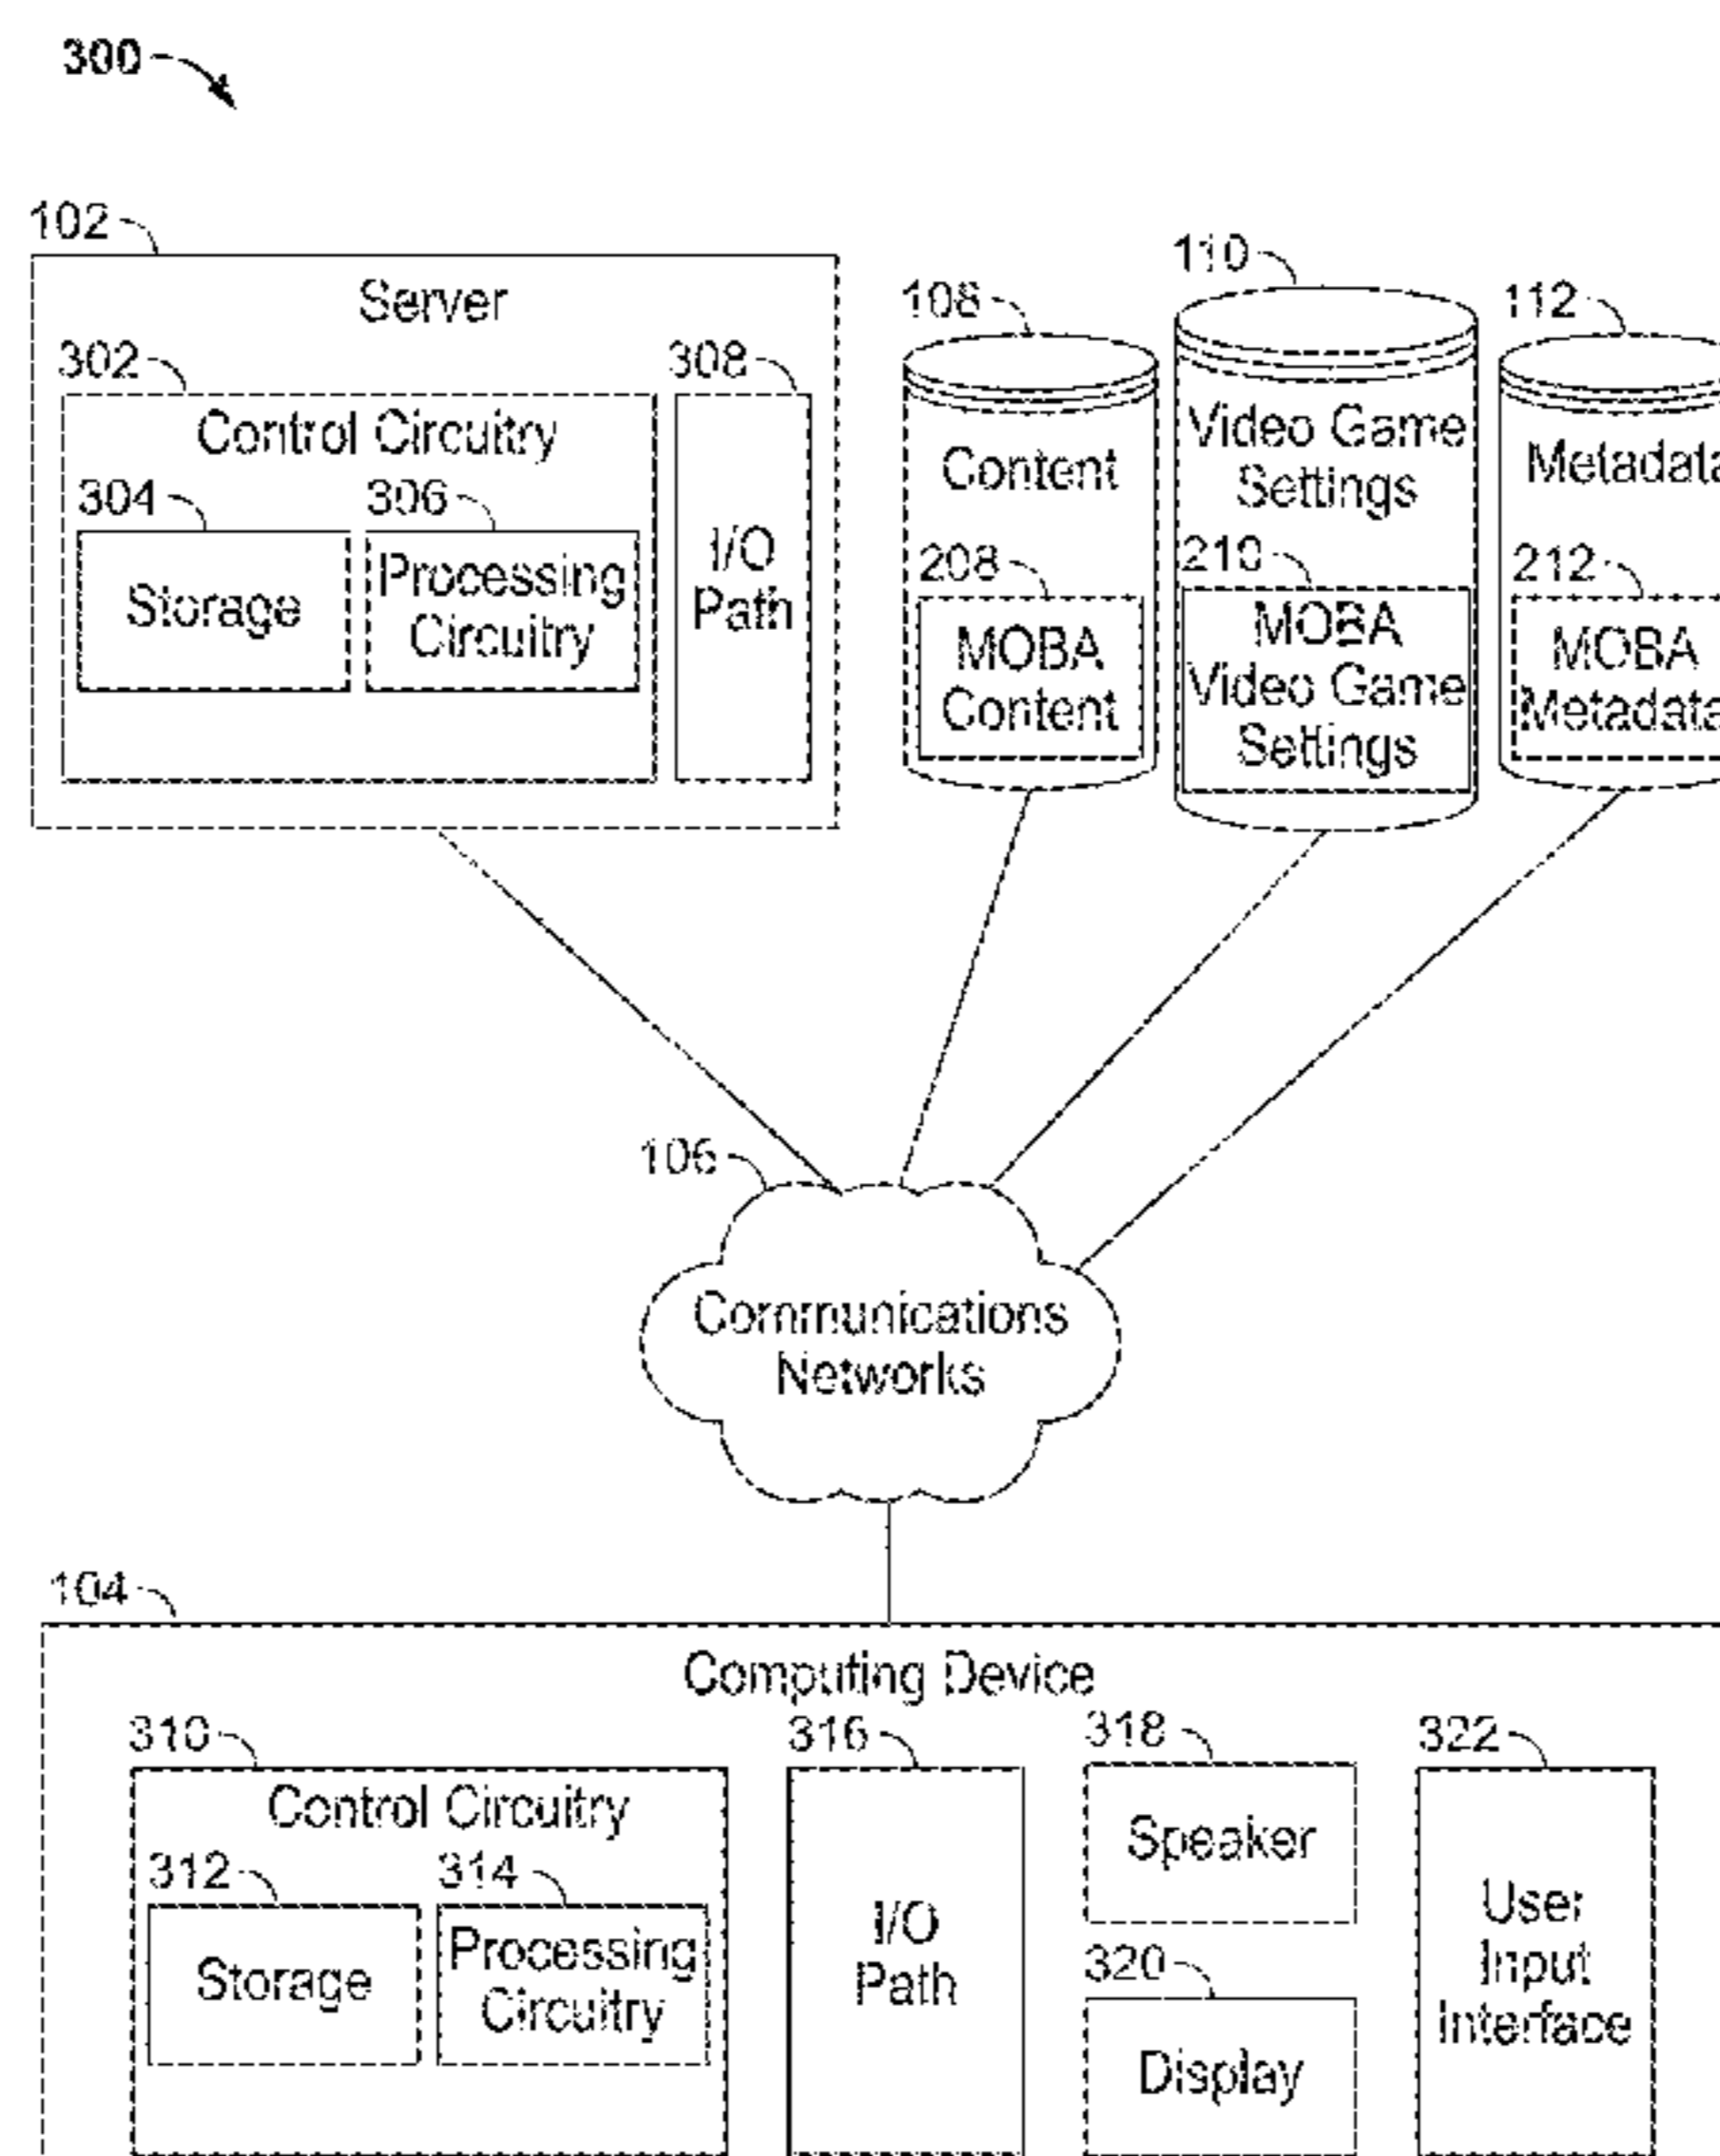 300
102
Server
302
Control Circuitry
304
Storage
306
Processing
Circuitry
308
I/O
Path
108
Content
208
MOBA
Content
110
Video Game
Settings
210
MOBA
Video Game
Settings
112
Metadata
212
MOBA
Metadata
106
Communications
Networks
104
Computing Device
310
Control Circuitry
312
Storage
314
Processing
Circuitry
316
I/O
Path
318
Speaker
320
Display
322
User
Input
Interface